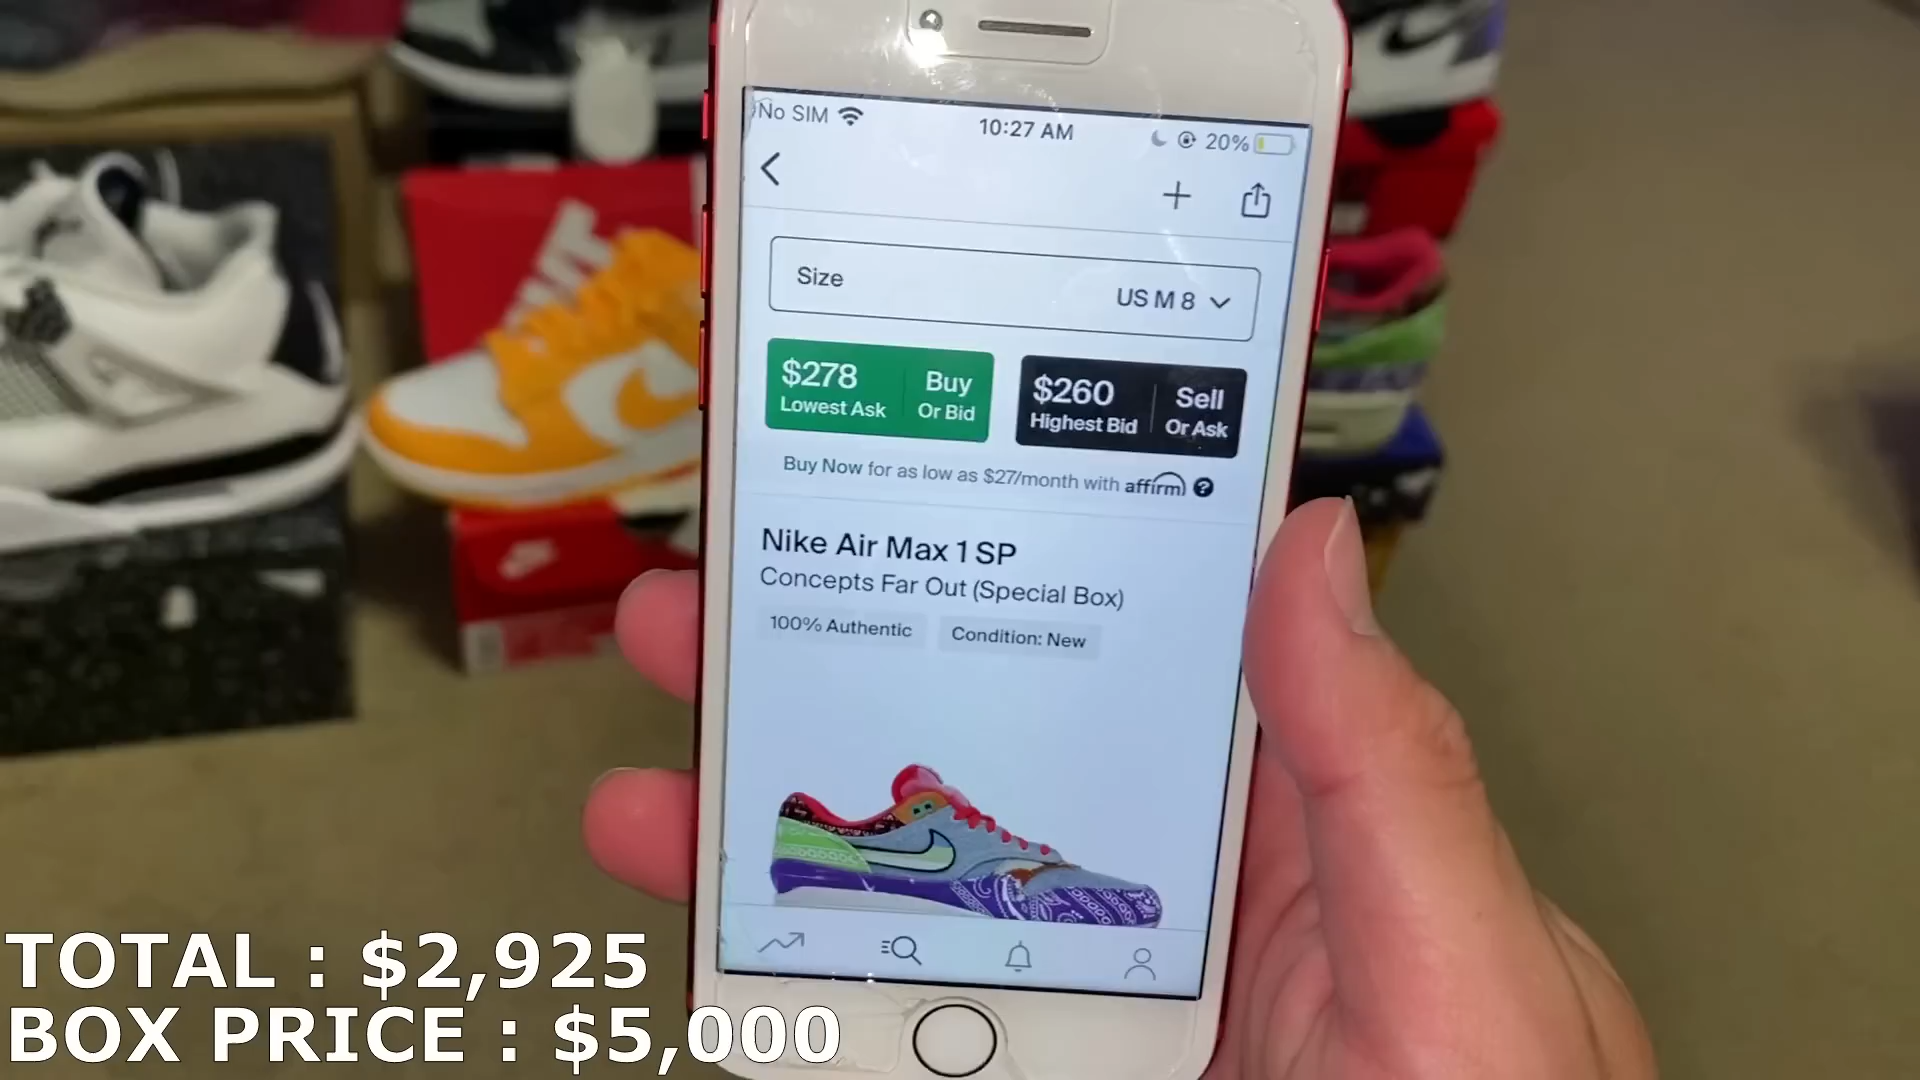 No SIM
10:27 AM
20%
Size
US M 8
$278
Lowest Ask
Buy
Or Bid
$260
Highest Bid
Sell
Or Ask
Buy Now for as low as $27/month with affirm ?
Nike Air Max 1 SP
Concepts Far Out (Special Box)
100% Authentic
Condition: New
TOTAL : $2,925
BOX PRICE : $5,000